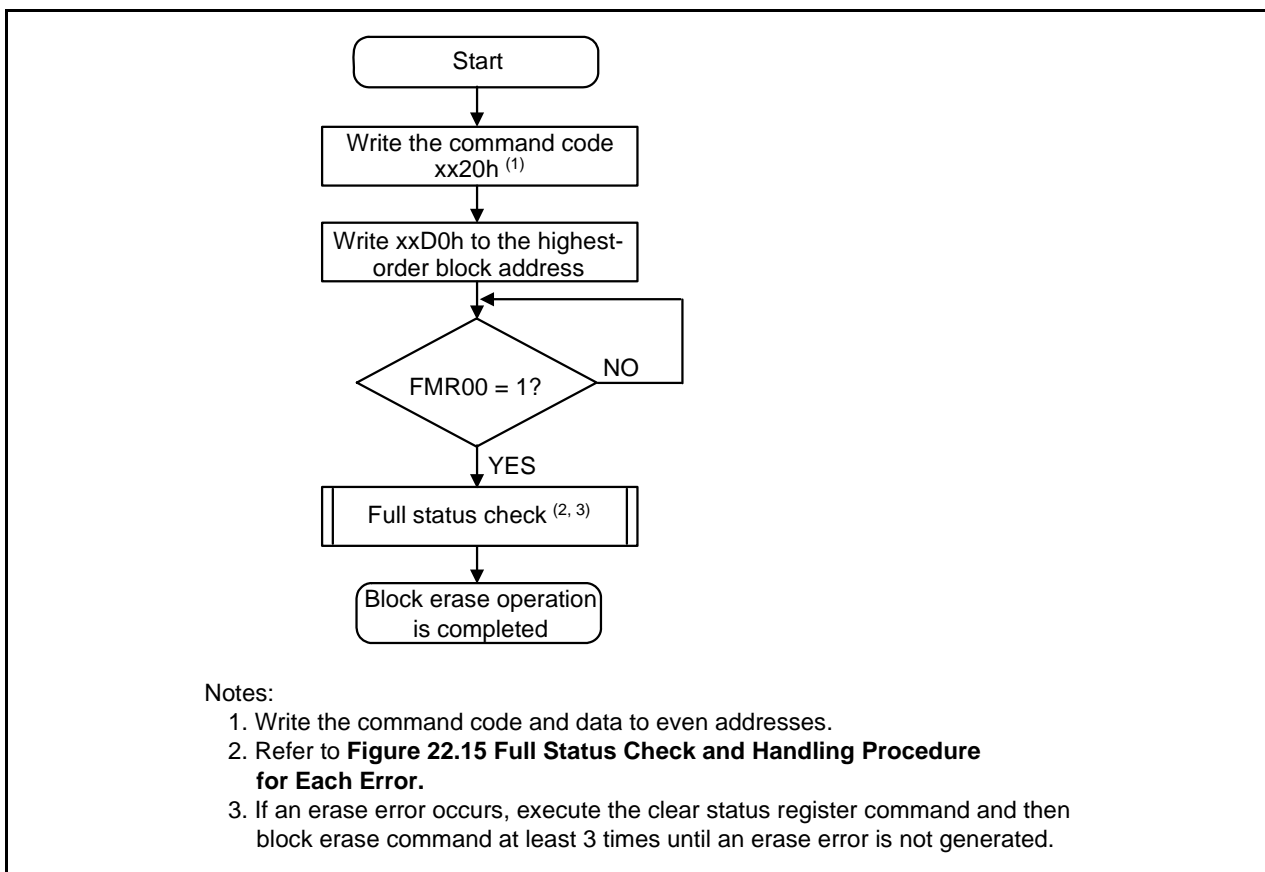 Start
Write the command code
xx20h (1)
Write xxD0h to the highest-
order block address
FMR00 = 1?
NO
YES
Full status check (2, 3)
Block erase operation
is completed
Notes:
1. Write the command code and data to even addresses.
2. Refer to Figure 22.15 Full Status Check and Handling Procedure
for Each Error.
3. If an erase error occurs, execute the clear status register command and then
block erase command at least 3 times until an erase error is not generated.